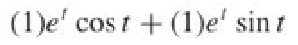 (1)e^t cos t + (1)e^t sin t